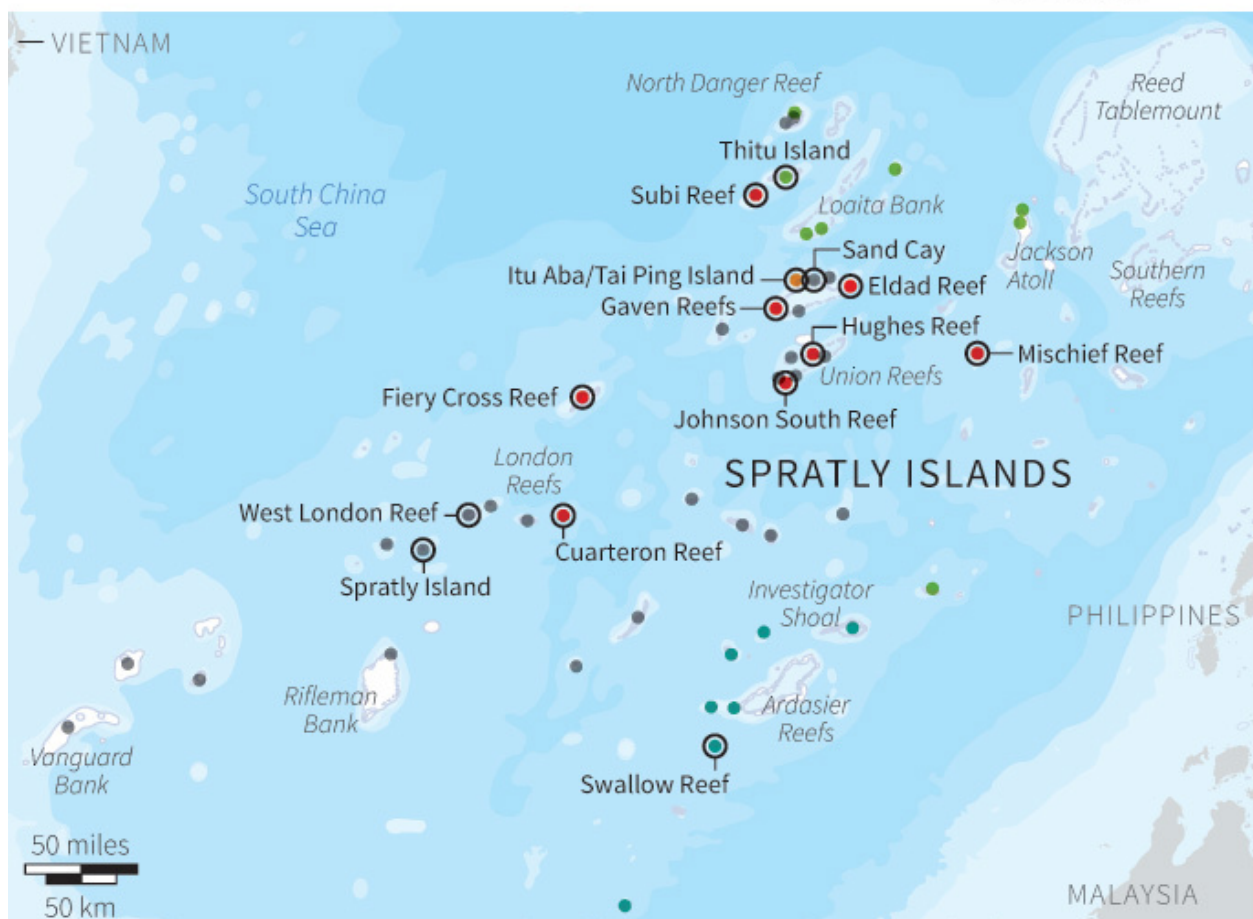 VIETNAM
North Danger Reef
Reed
Tablemount
Thitu Island
Subi Reef
South China
Sea
Loaita Bank
Sand Cay
Itu Aba/Tai Ping Island
Jackson
Atoll
Eldad Reef
Southern
Reefs
Gaven Reefs
Hughes Reef
Mischief Reef
Union Reefs
Fiery Cross Reef
Johnson South Reef
London
Reefs
SPRATLY ISLANDS
West London Reef
Cuarteron Reef
Spratly Island
Investigator
Shoal
PHILIPPINES
Rifleman
Bank
Ardasier
Reefs
Vanguard
Bank
Swallow Reef
50 miles
50 km
MALAYSIA